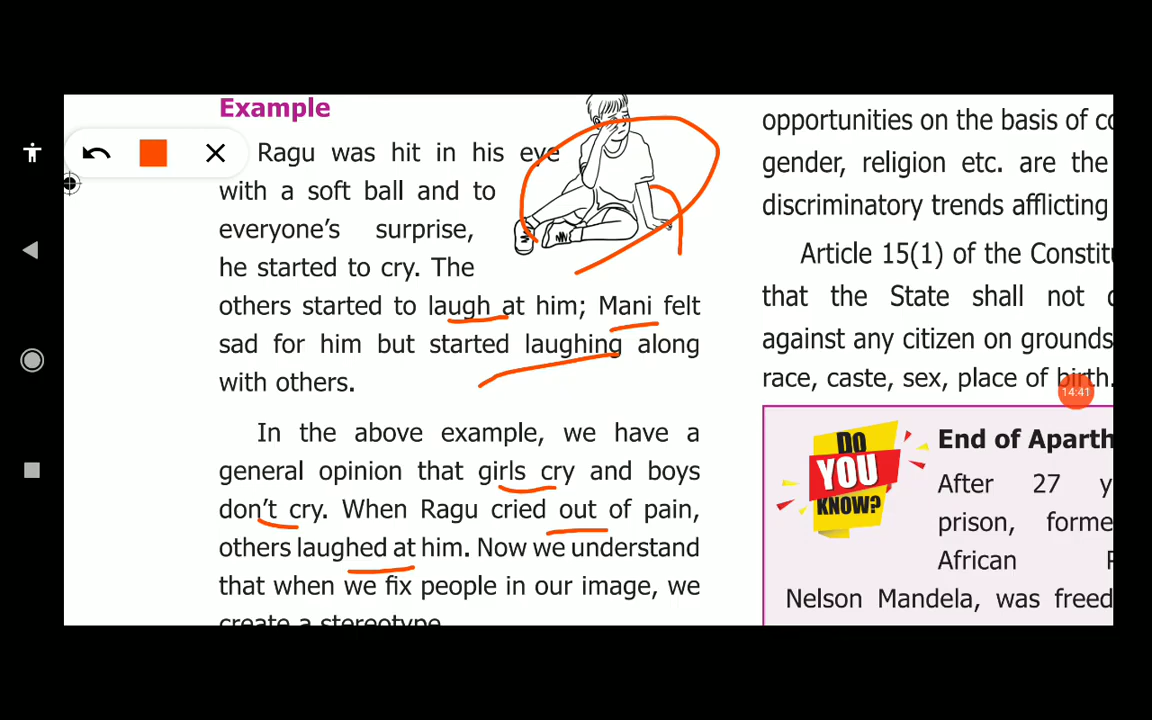 Example
Ragu was hit in his eye
with a soft ball and to
everyone's surprise,
he started to cry. The
others started to laugh at him; Mani felt
sad for him but started laughing along
with others.
In the above example, we have a
general opinion that girls cry and boys
don't cry. When Ragu cried out of pain,
others laughed at him. Now we understand
that when we fix people in our image, we
create a stereotype.
opportunities on the basis of
gender, religion etc. are the
discriminatory trends afflicting
Article 15(1) of the
that the State shall not
against any citizen on grounds
race, caste, sex, place of birth.
14:41
DO
YOU
KNOW?
End of
After 27
prison,
African
Nelson Mandela, was